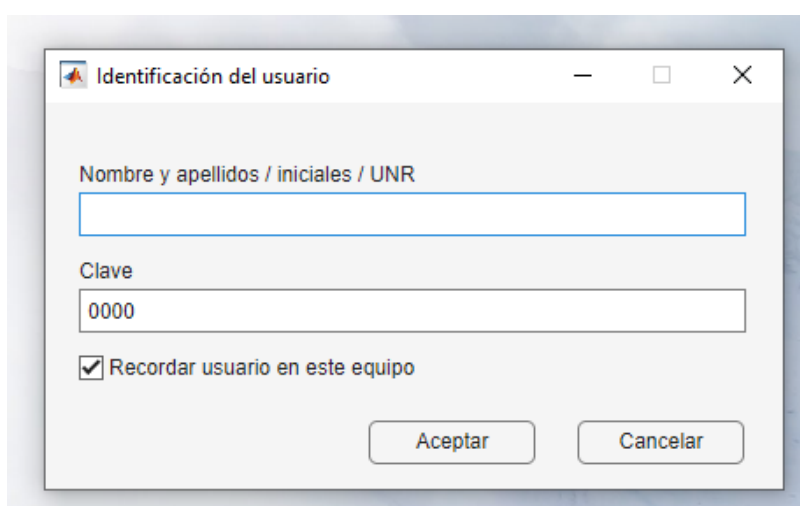 Identificación del usuario
Nombre y apellidos / iniciales / UNR
Clave
0000
Recordar usuario en este equipo
Aceptar Cancelar